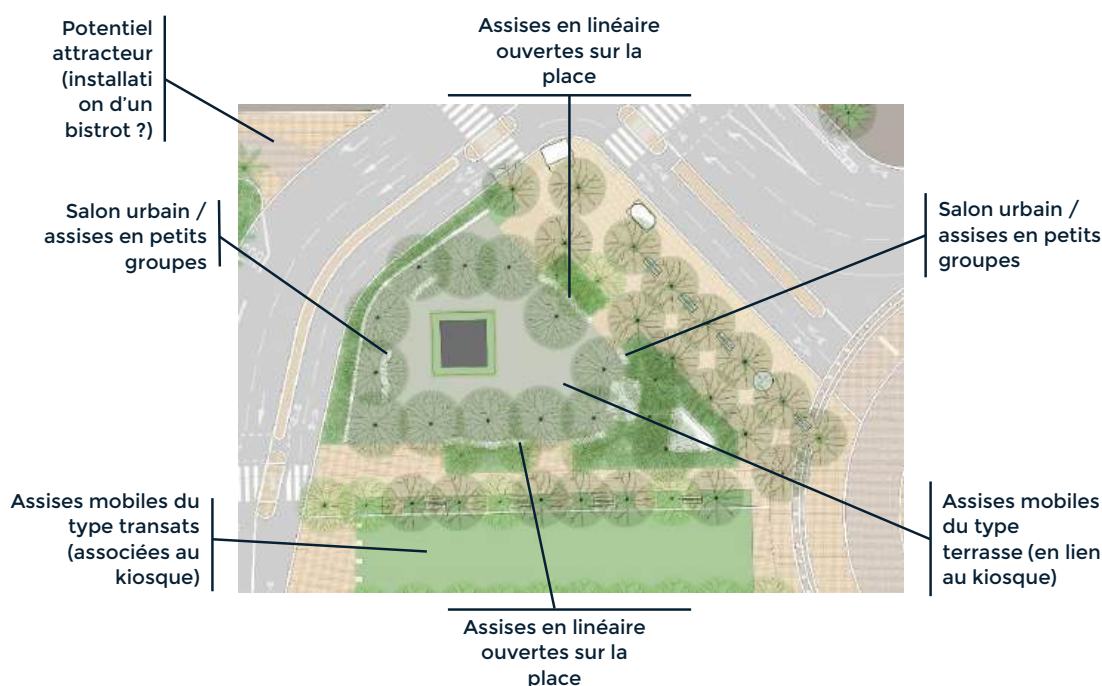 Potentiel
attracteur
(installati
on d'un
bistrot ?)
Assises en linéaire
ouvertes sur la
place
Salon urbain /
assises en petits
groupes
Salon urbain /
assises en petits
groupes
Assises mobiles du
type transats
(associées au
kiosque)
Assises mobiles
du type
terrasse (en lien
au kiosque)
Assises en linéaire
ouvertes sur la
place